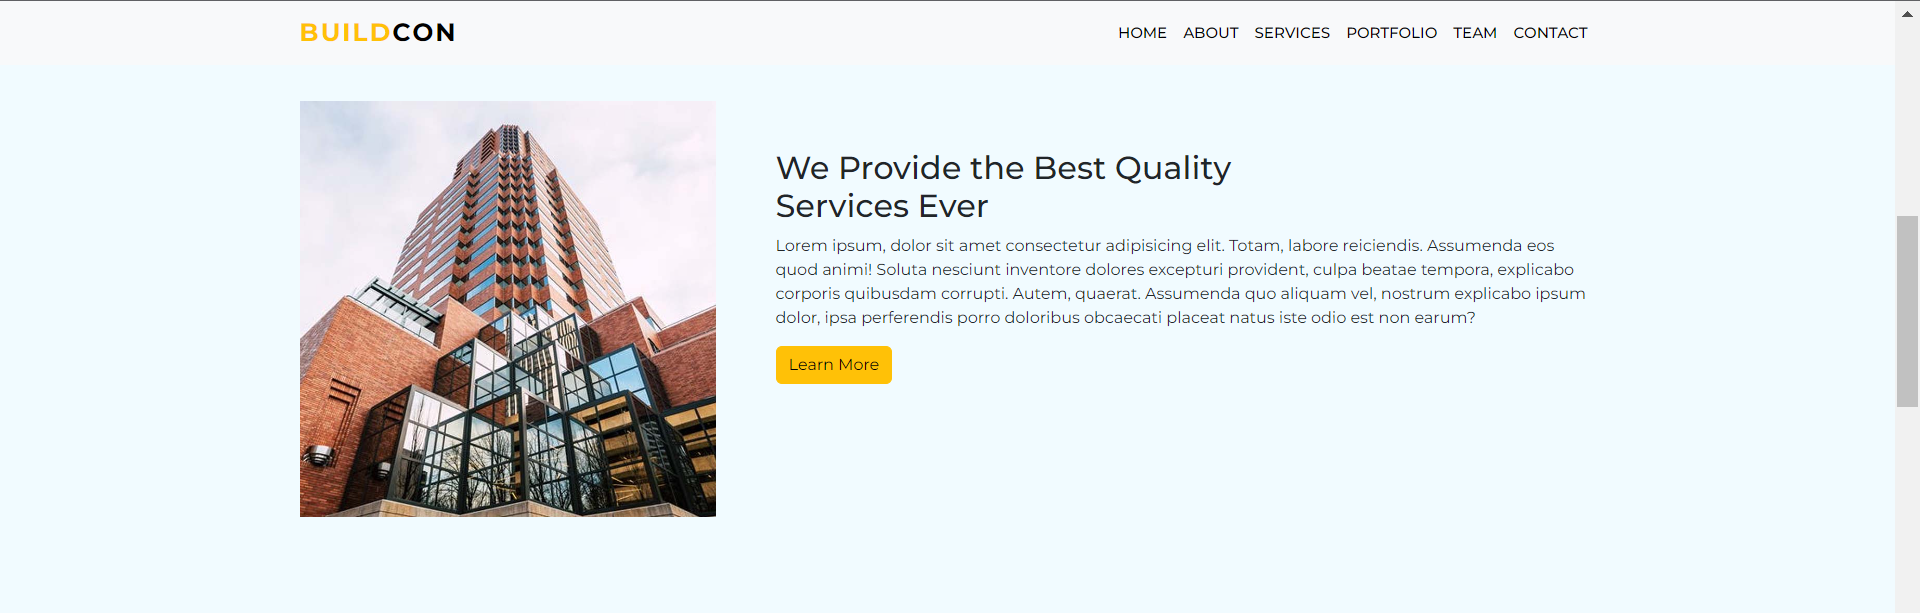 BUILDCON
HOME ABOUT SERVICES PORTFOLIO TEAM CONTACT
We Provide the Best Quality
Services Ever
Lorem ipsum, dolor sit amet consectetur adipisicing elit. Totam, labore reiciendis. Assumenda eos
quod animi! Soluta nesciunt inventore dolores excepturi provident, culpa beatae tempora, explicabo
corporis quibusdam corrupti. Autem, quaerat. Assumenda quo aliquam vel, nostrum explicabo ipsum
dolor, ipsa perferendis porro doloribus obcaecati placeat natus iste odio est non earum?
Learn More